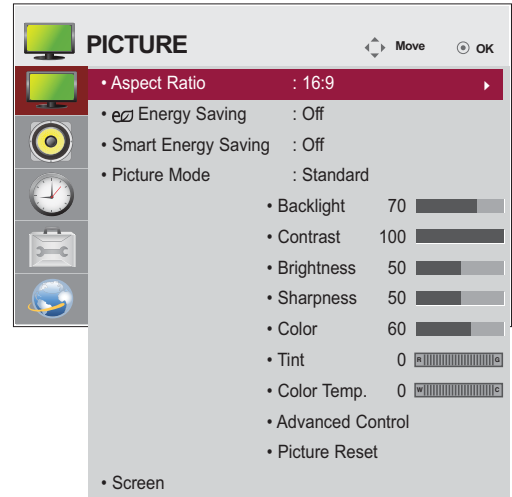 PICTURE Move OK
• Aspect Ratio : 16:9
• Energy Saving : Off
• Smart Energy Saving : Off
• Picture Mode : Standard
• Backlight 70
• Contrast 100
• Brightness 50
• Sharpness 50
• Color 60
• Tint 0 R G
• Color Temp. 0 W C
• Advanced Control
• Picture Reset
• Screen